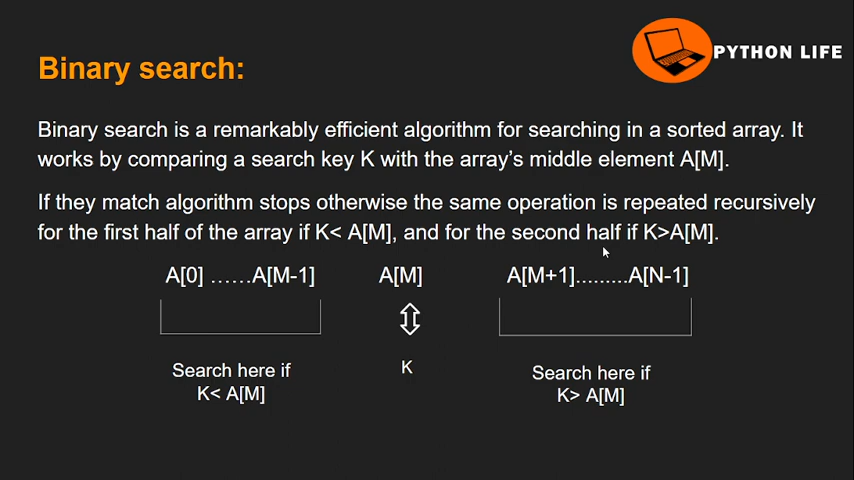 PYTHON LIFE
Binary search:
Binary search is a remarkably efficient algorithm for searching in a sorted array. It
works by comparing a search key K with the array's middle element A[M].
If they match algorithm stops otherwise the same operation is repeated recursively
for the first half of the array if K< A[M], and for the second half if K>A[M].
A[0] ......A[M-1] A[M] A[M+1].........A[N-1]
K
Search here if
K< A[M]
Search here if
K> A[M]